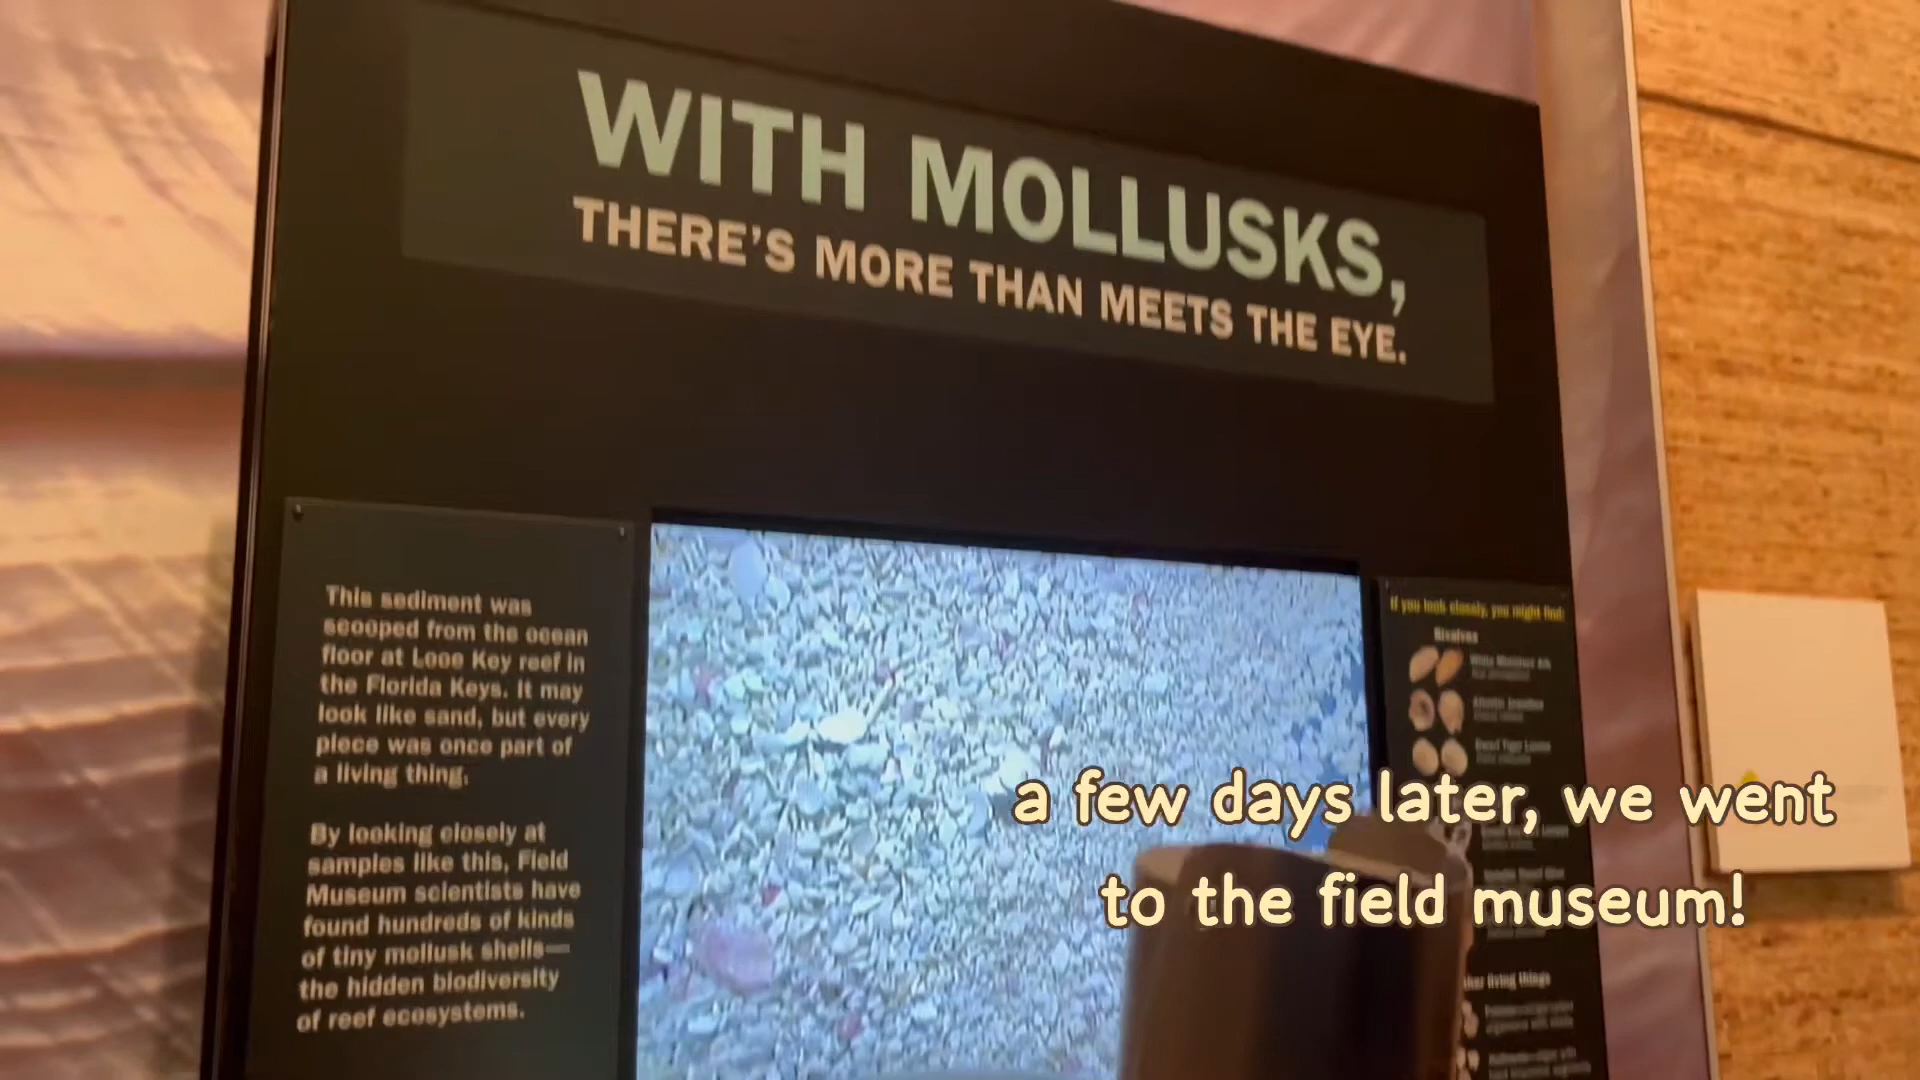 WITH MOLLUSKS,
THERE'S MORE THAN MEETS THE EYE.
This sediment was
scooped from the ocean
floor at Looe Key reef in
the Florida Keys. It may
look like sand, but every
piece was once part of
a living thing.
By looking closely at
samples like this, Field
Museum scientists have
found hundreds of kinds
of tiny mollusk shells—
the hidden biodiversity
of reef ecosystems.
If you look closely, you might find:
Bivalves
living things
a few days later, we went
to the field museum!